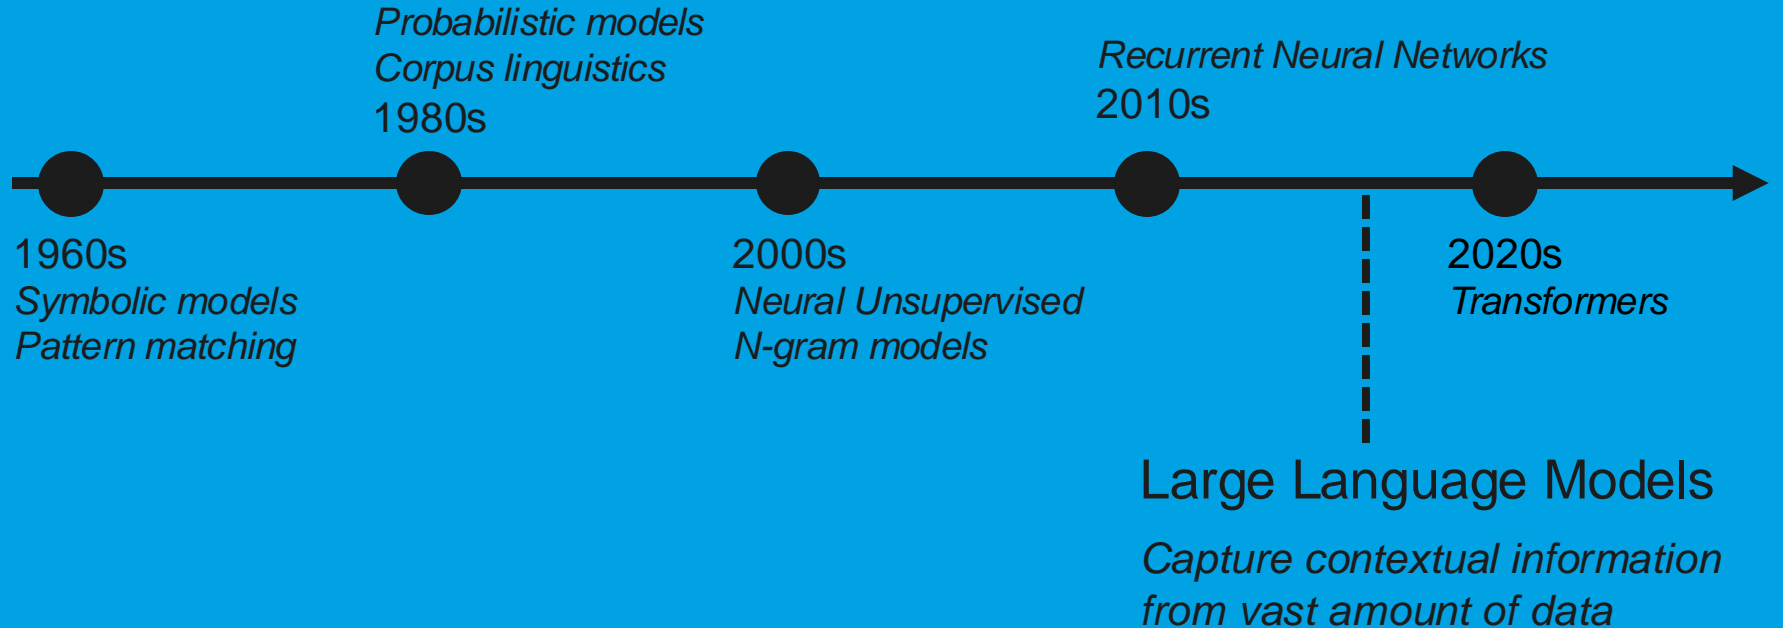 Probabilistic models
Corpus linguistics
1980s
Recurrent Neural Networks
2010s
1960s
Symbolic models
Pattern matching
2000s
Neural Unsupervised
N-gram models
2020s
Transformers
Large Language Models
Capture contextual information
from vast amount of data